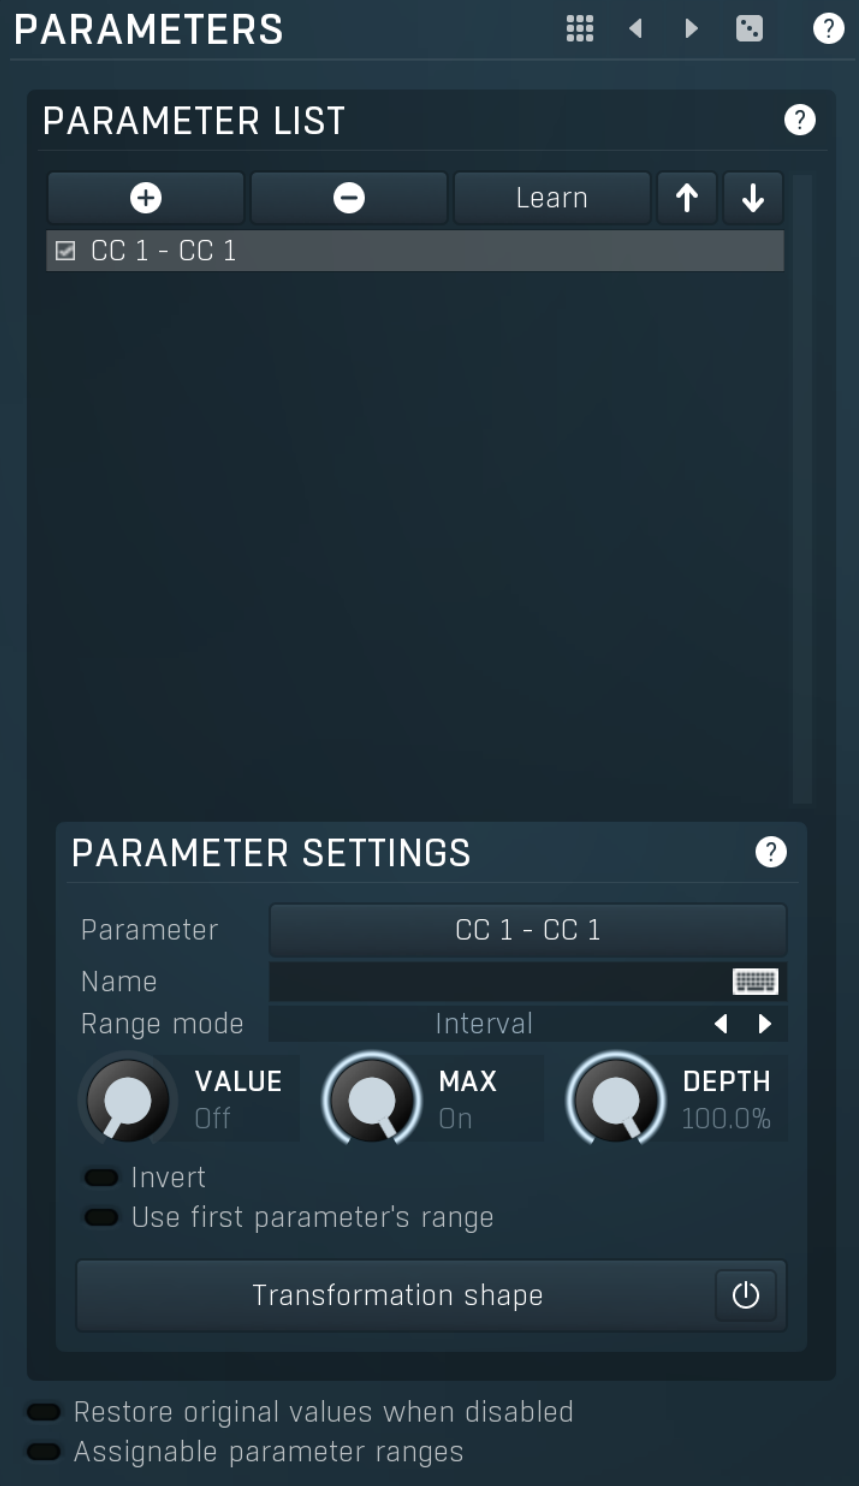 PARAMETERS
?
PARAMETER LIST
?
Learn
CC 1 - CC 1
PARAMETER SETTINGS
?
Parameter CC 1 - CC 1
Name
Range mode Interval
VALUE MAX DEPTH
Off On 100.0%
Invert
Use first parameter's range
Transformation shape
Restore original values when disabled
Assignable parameter ranges